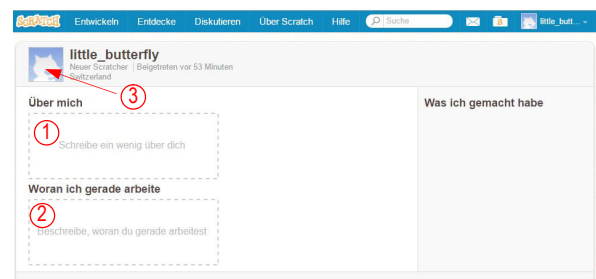 SCRATCH Entwickeln Entdecke Diskutieren Über Scratch Hilfe Suche 8 little_butt...
little_butterfly
Neuer Scratcher | Beigetreten vor 53 Minuten
Switzerland
3
Über mich
Was ich gemacht habe
1
Schreibe ein wenig über dich
Woran ich gerade arbeite
2
Beschreibe, woran du gerade arbeitest